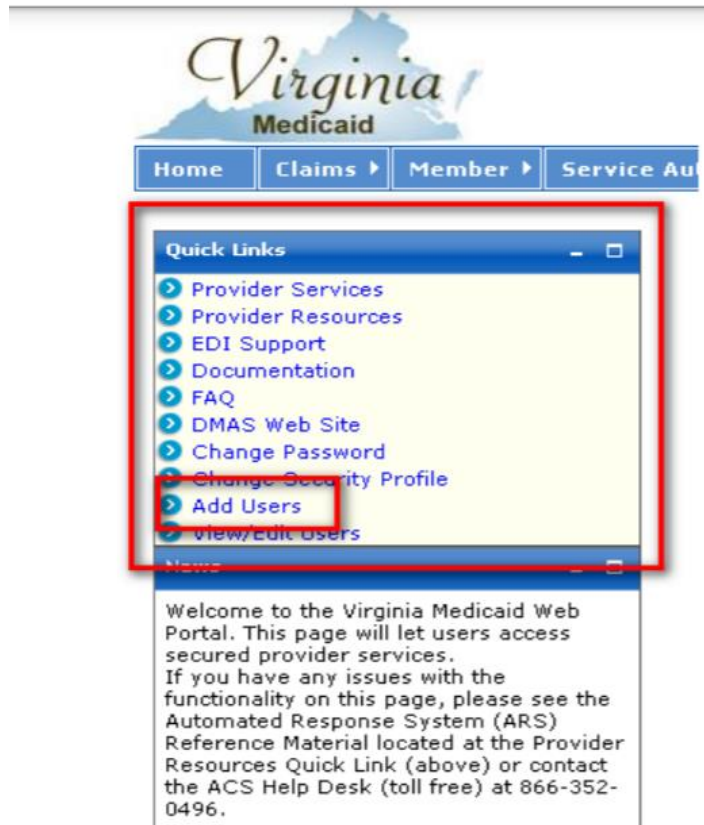 Virginia
Medicaid
Home Claims Member Service Aut
Quick Links
Provider Services
Provider Resources
EDI Support
Documentation
FAQ
DMAS Web Site
Change Password
Change Security Profile
Add Users
View/Edit Users
News
Welcome to the Virginia Medicaid Web
Portal. This page will let users access
secured provider services.
If you have any issues with the
functionality on this page, please see the
Automated Response System (ARS)
Reference Material located at the Provider
Resources Quick Link (above) or contact
the ACS Help Desk (toll free) at 866-352-
0496.